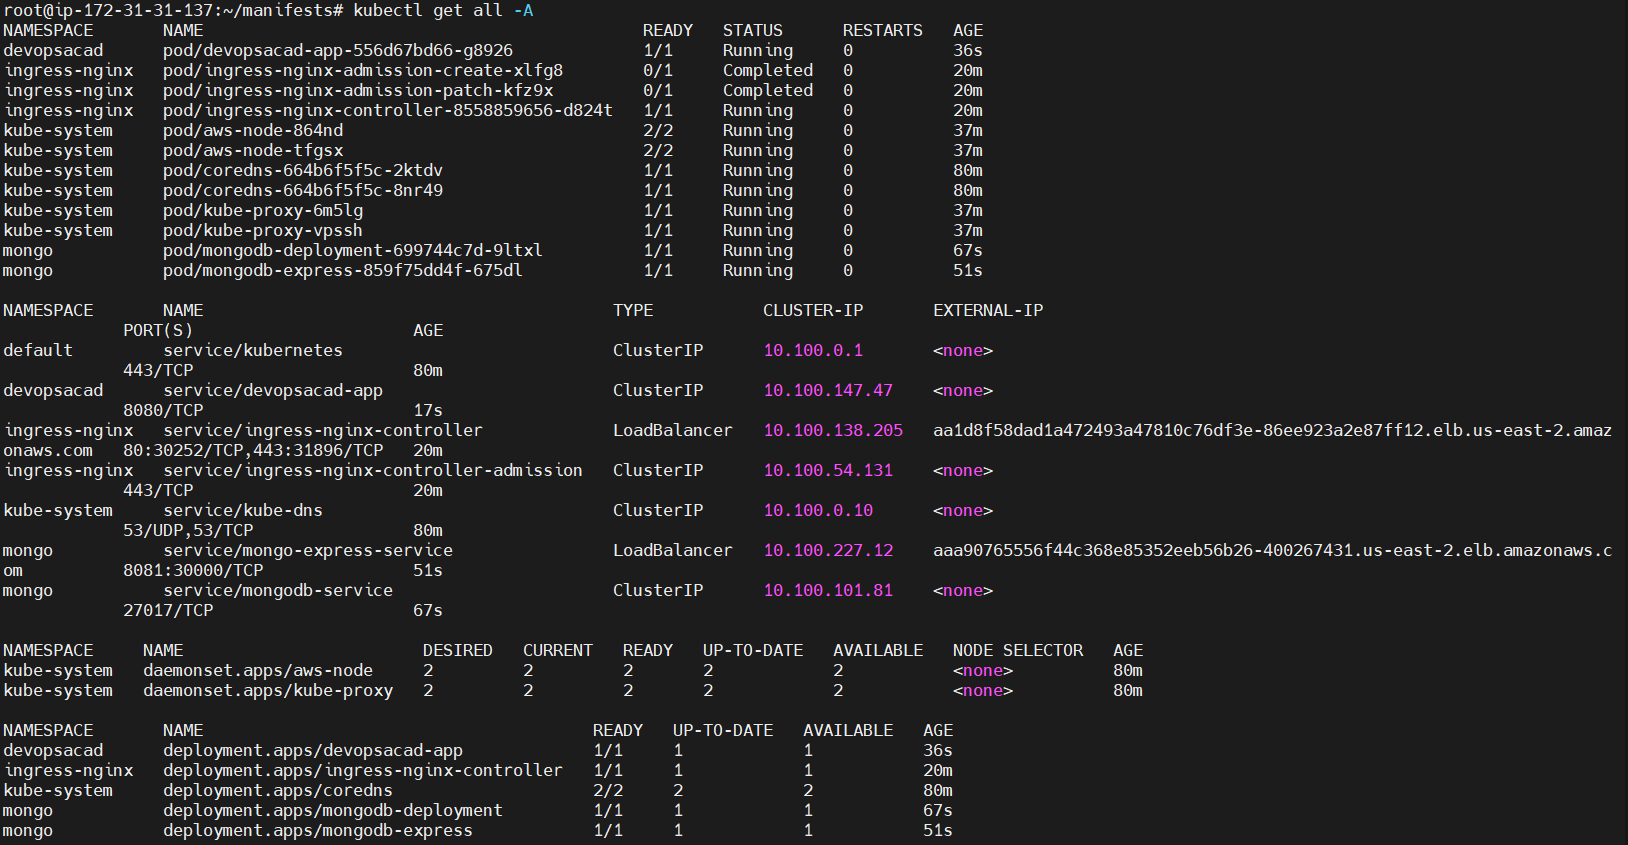 root@ip-172-31-31-137:~/manifests# kubectl get all -A
NAMESPACE       NAME                                            READY   STATUS      RESTARTS   AGE
devopsacad      pod/devopsacad-app-556d67bd66-g8926             1/1     Running     0          36s
ingress-nginx   pod/ingress-nginx-admission-create-xlfg8        0/1     Completed   0          20m
ingress-nginx   pod/ingress-nginx-admission-patch-kfz9x         0/1     Completed   0          20m
ingress-nginx   pod/ingress-nginx-controller-8558859656-d824t   1/1     Running     0          20m
kube-system     pod/aws-node-864nd                              2/2     Running     0          37m
kube-system     pod/aws-node-tfgsx                              2/2     Running     0          37m
kube-system     pod/coredns-664b6f5f5c-2ktdv                    1/1     Running     0          80m
kube-system     pod/coredns-664b6f5f5c-8nr49                    1/1     Running     0          80m
kube-system     pod/kube-proxy-6m5lg                            1/1     Running     0          37m
kube-system     pod/kube-proxy-vpssh                            1/1     Running     0          37m
mongo           pod/mongodb-deployment-699744c7d-9ltxl          1/1     Running     0          67s
mongo           pod/mongodb-express-859f75dd4f-675dl            1/1     Running     0          51s
NAMESPACE       NAME                                         TYPE           CLUSTER-IP       EXTERNAL-IP
            PORT(S)                      AGE
default         service/kubernetes                           ClusterIP      10.100.0.1       <none>
            443/TCP                      80m
devopsacad      service/devopsacad-app                       ClusterIP      10.100.147.47    <none>
            8080/TCP                     17s
ingress-nginx   service/ingress-nginx-controller             LoadBalancer   10.100.138.205   aa1d8f58dad1a472493a47810c76df3e-86ee923a2e87ff12.elb.us-east-2.amaz
onaws.com   80:30252/TCP,443:31896/TCP   20m
ingress-nginx   service/ingress-nginx-controller-admission   ClusterIP      10.100.54.131    <none>
            443/TCP                      20m
kube-system     service/kube-dns                             ClusterIP      10.100.0.10      <none>
            53/UDP,53/TCP                80m
mongo           service/mongo-express-service                LoadBalancer   10.100.227.12    aaa90765556f44c368e85352eeb56b26-400267431.us-east-2.elb.amazonaws.c
om          8081:30000/TCP               51s
mongo           service/mongodb-service                      ClusterIP      10.100.101.81    <none>
            27017/TCP                    67s
NAMESPACE     NAME                        DESIRED   CURRENT   READY   UP-TO-DATE   AVAILABLE   NODE SELECTOR   AGE
kube-system   daemonset.apps/aws-node     2         2         2       2            2           <none>          80m
kube-system   daemonset.apps/kube-proxy   2         2         2       2            2           <none>          80m
NAMESPACE       NAME                                       READY   UP-TO-DATE   AVAILABLE   AGE
devopsacad      deployment.apps/devopsacad-app             1/1     1            1           36s
ingress-nginx   deployment.apps/ingress-nginx-controller   1/1     1            1           20m
kube-system     deployment.apps/coredns                    2/2     2            2           80m
mongo           deployment.apps/mongodb-deployment         1/1     1            1           67s
mongo           deployment.apps/mongodb-express            1/1     1            1           51s